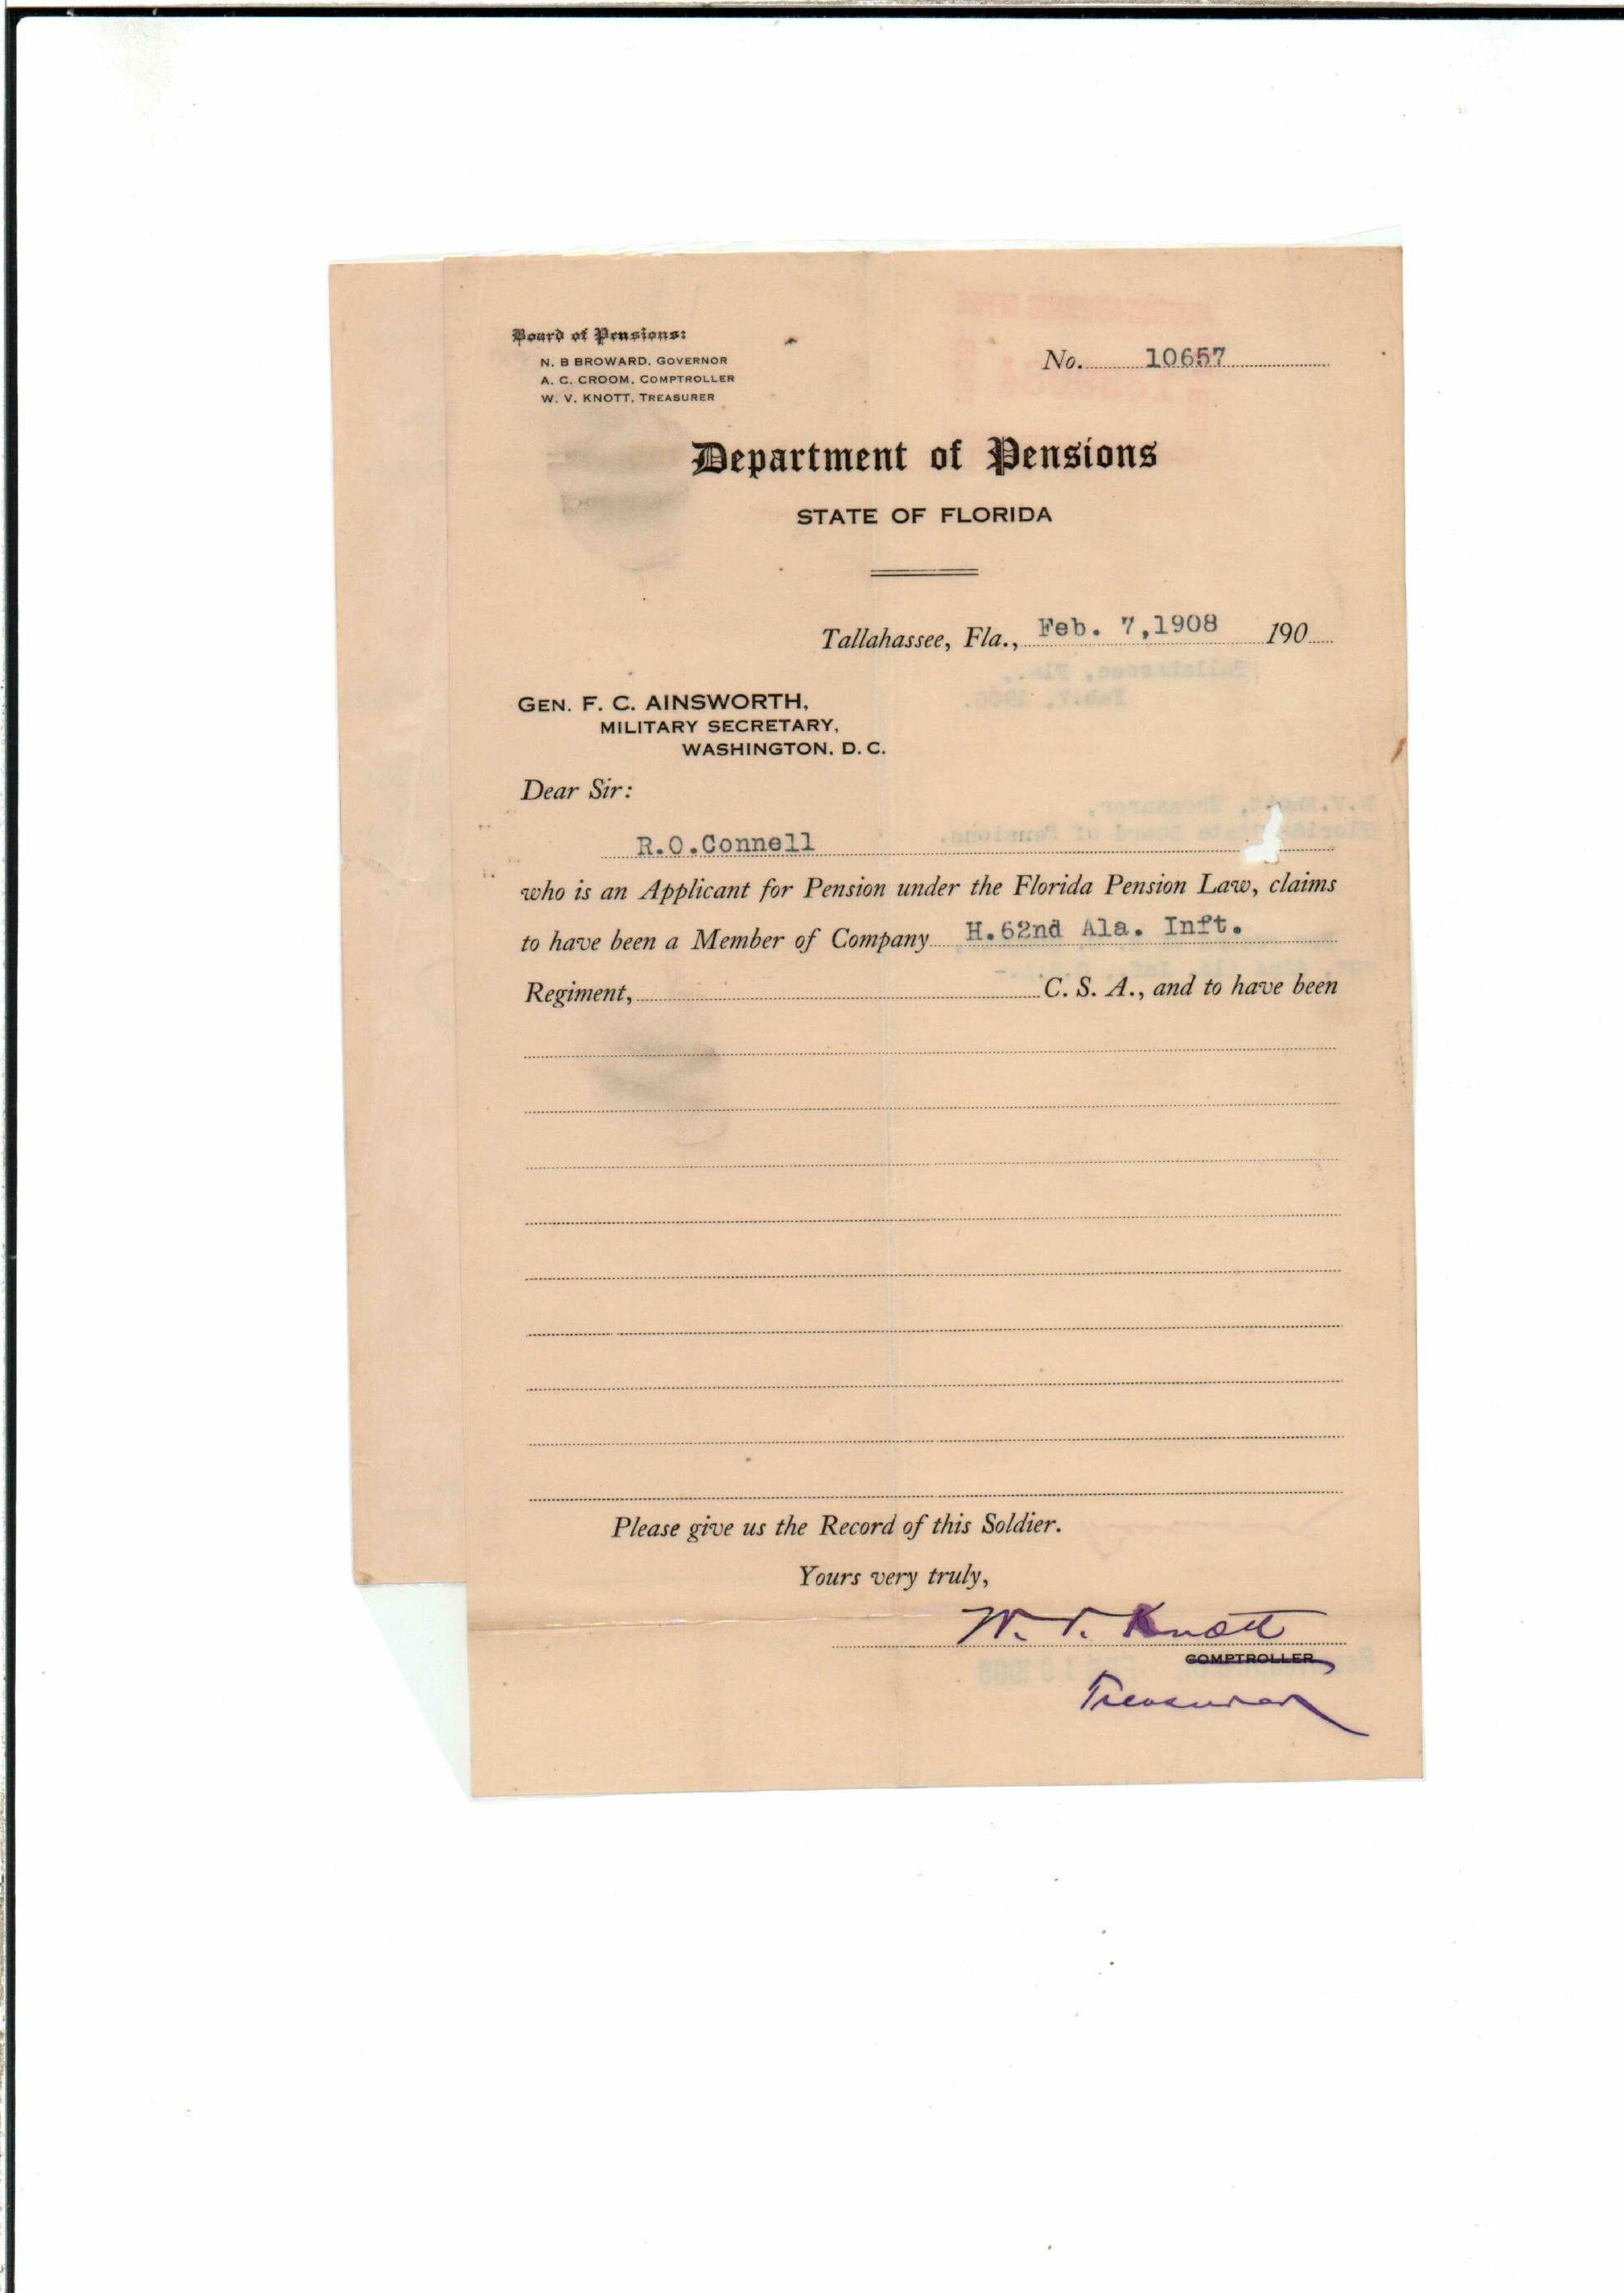 Board of Pensions:
N. B BROWARD, GOVERNOR
A. C. CROOM, COMPTROLLER
W. V. KNOTT, TREASURER
No. 10657
Department of Pensions
STATE OF FLORIDA
Tallahassee, Fla., Feb. 7,1908 190
GEN. F. C. AINSWORTH,
MILITARY SECRETARY,
WASHINGTON, D. C.
Dear Sir:
R.O.Connell
who is an Applicant for Pension under the Florida Pension Law, claims
to have been a Member of Company H.62nd Ala. Inft.
Regiment, C. S. A., and to have been
Please give us the Record of this Soldier.
Yours very truly,
W. V. Knott
COMPTROLLER
Treasurer